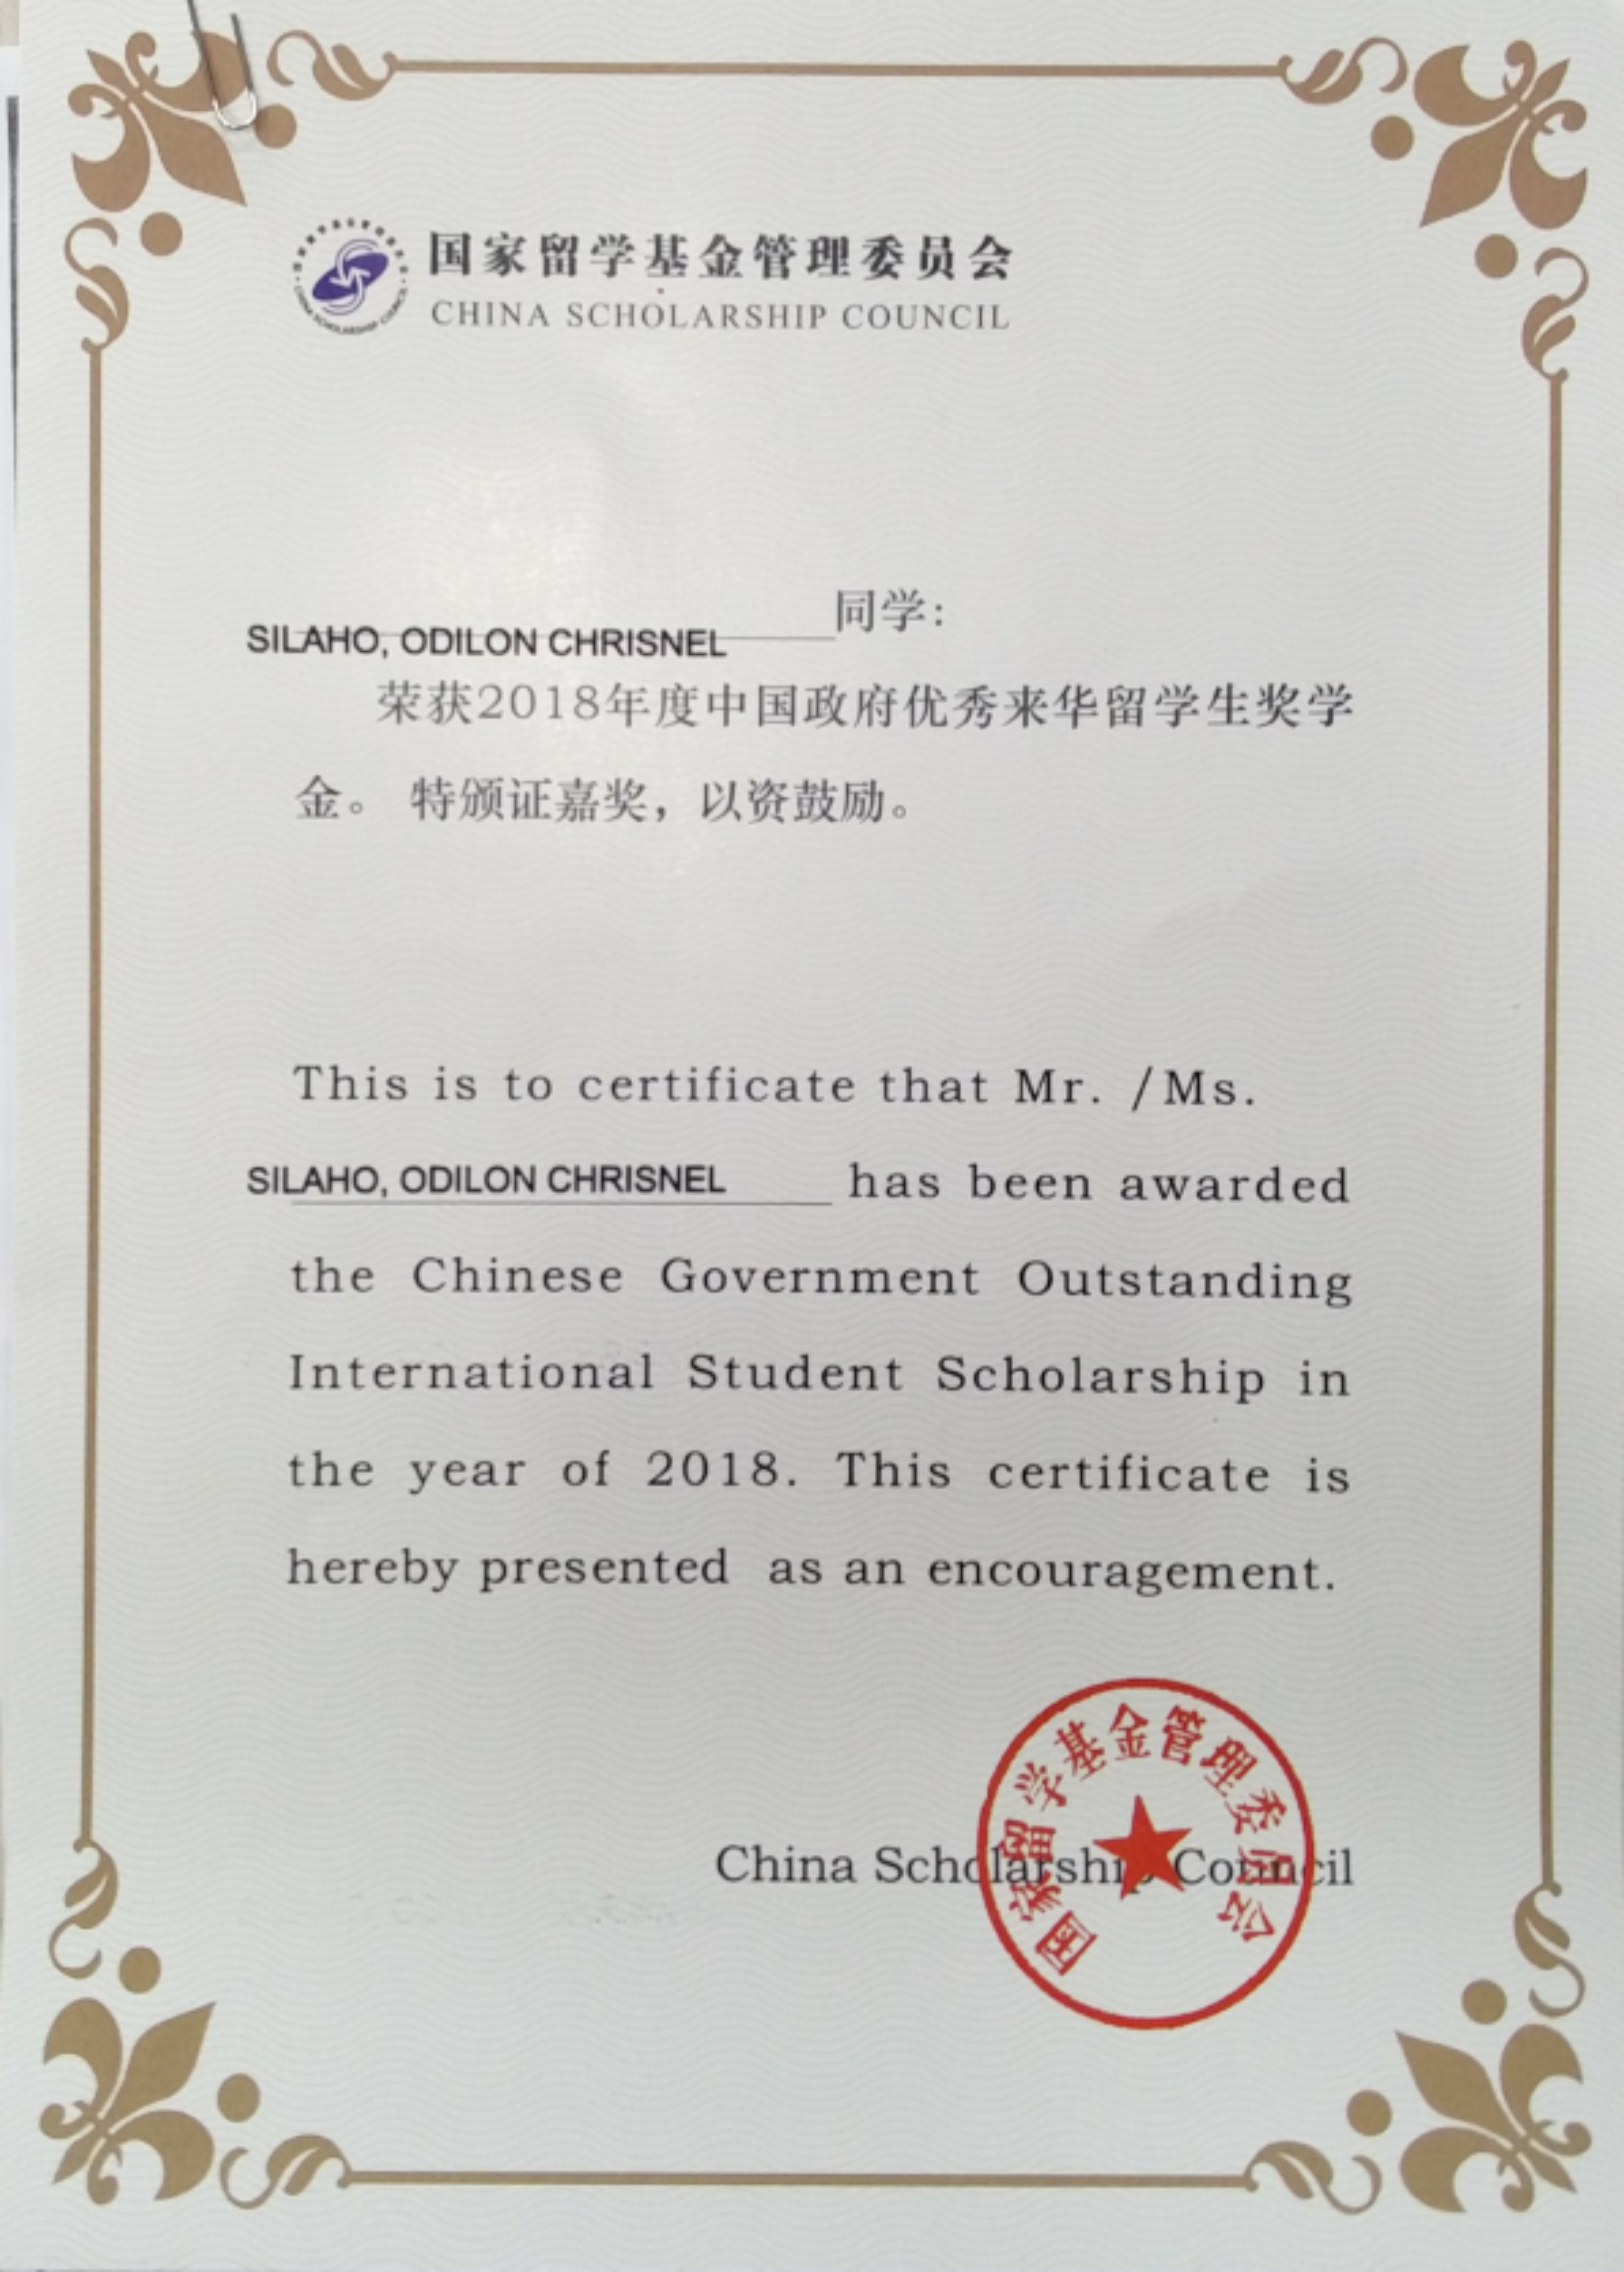 国家留学基金管理委员会
CHINA SCHOLARSHIP COUNCIL
SILAHO, ODILON CHRISNEL 同学：
荣获2018年度中国政府优秀来华留学生奖学
金。 特颁证嘉奖，以资鼓励。
This is to certificate that Mr. /Ms.
SILAHO, ODILON CHRISNEL has been awarded
the Chinese Government Outstanding
International Student Scholarship in
the year of 2018. This certificate is
hereby presented as an encouragement.
China Scholarship Council
国家留学基金管理委员会